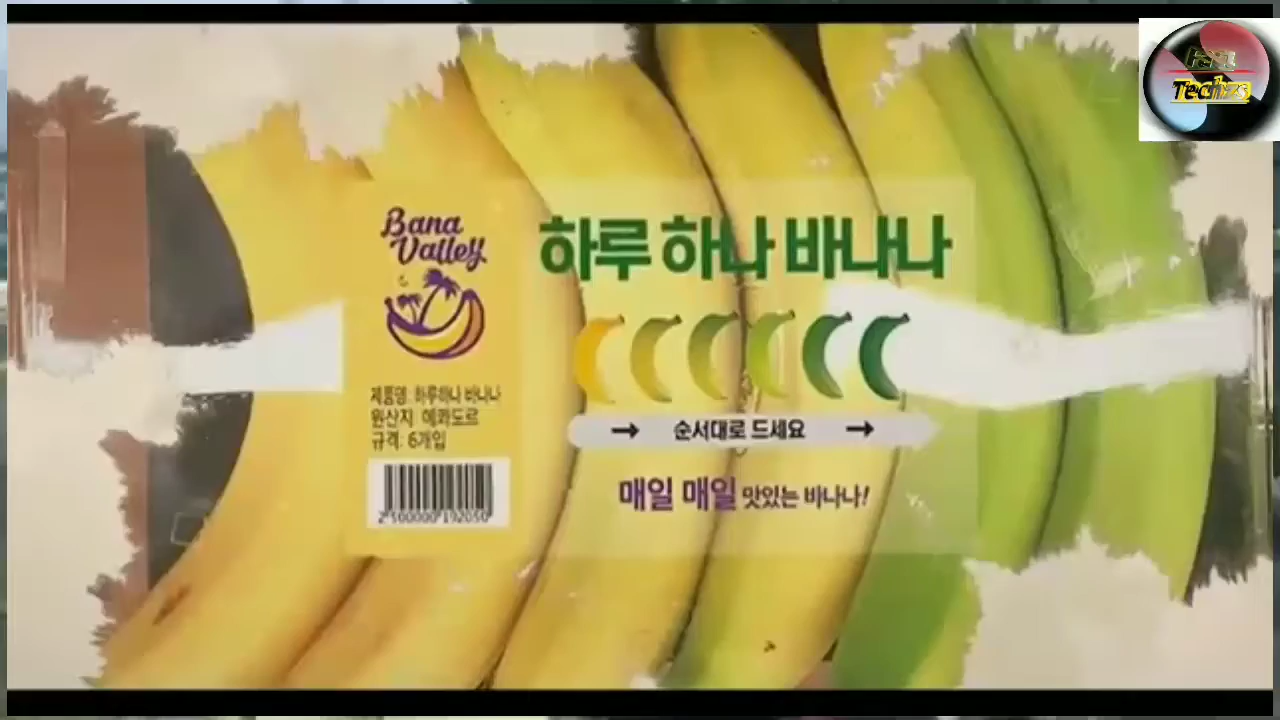 Techzs
Bana
Valley
하루 하나 바나나
제품명: 하루하나 바나나
원산지: 에콰도르
규격: 6개입
→ 순서대로 드세요 →
2500000192050
매일 매일 맛있는 바나나!